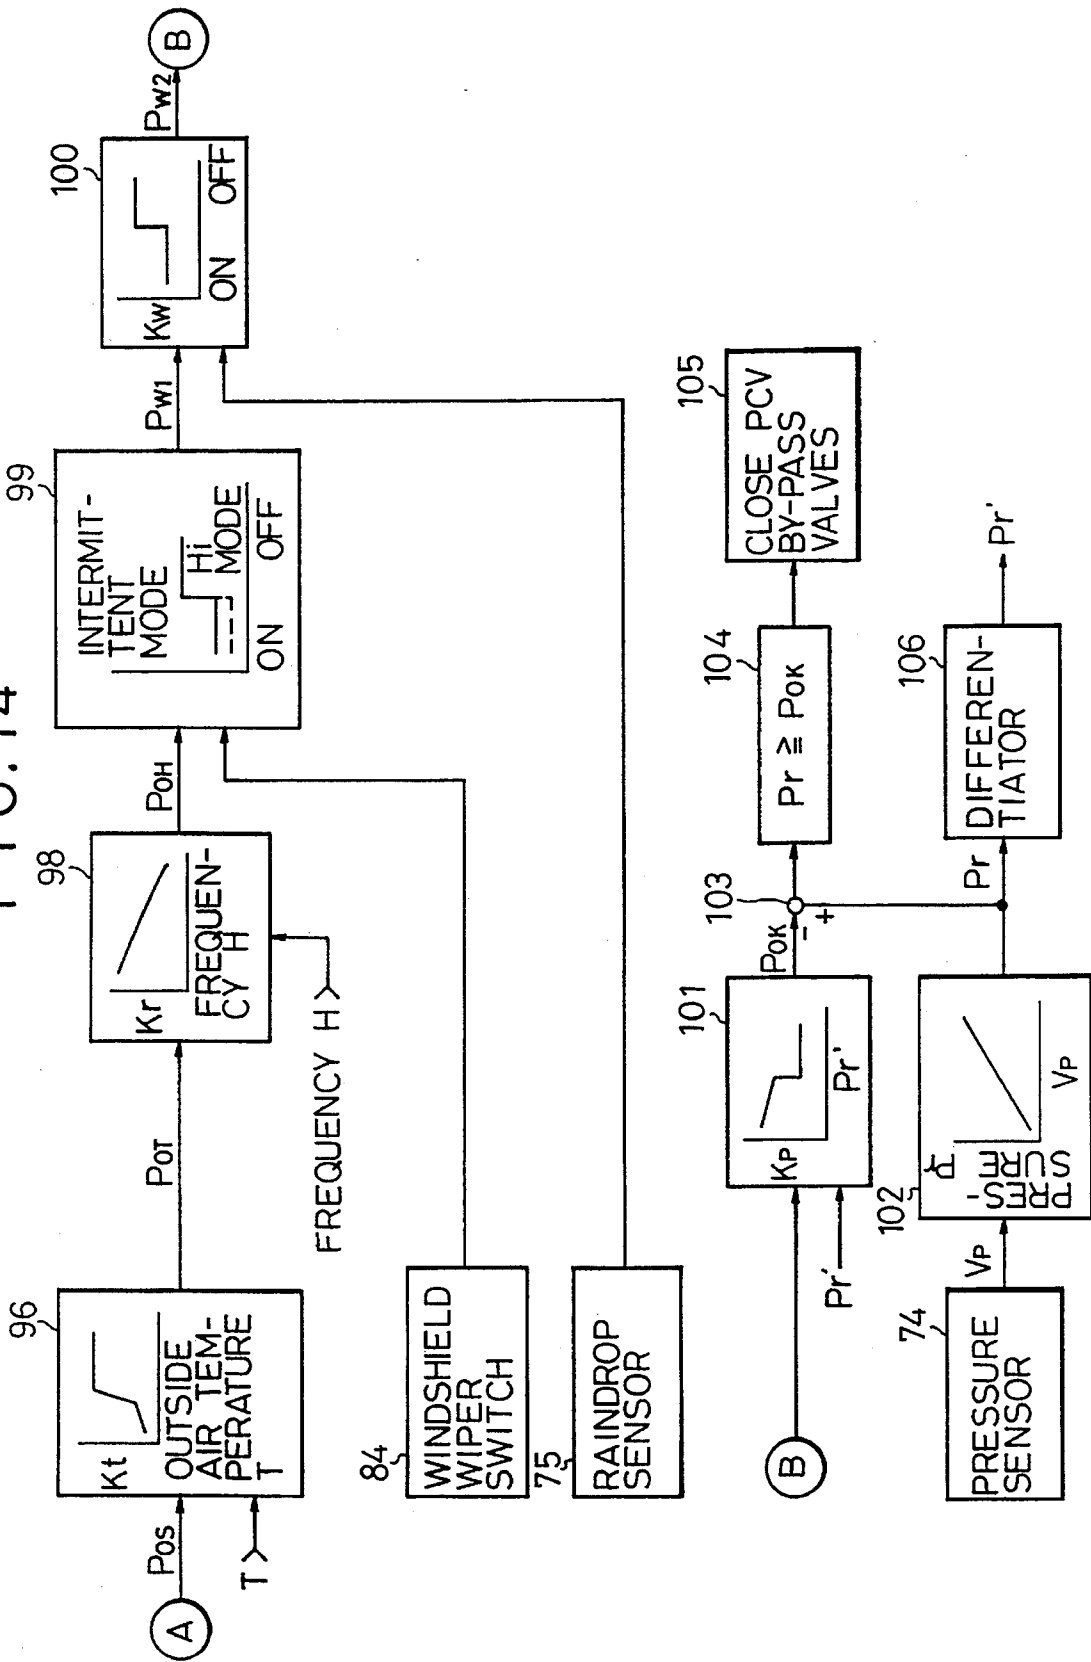 FIG.14
A
POS
T
96
Kt
OUTSIDE
AIR TEM-
PERATURE
T
POT
98
Kr
FREQUEN-
CY H
FREQUENCY H
POH
99
INTERMIT-
TENT
MODE
Hi
MODE
ON OFF
PW1
100
KW
ON OFF
PW2
B
84
WINDSHIELD
WIPER
SWITCH
75
RAINDROP
SENSOR
B
Pr'
101
KP
Pr'
POK
103
-
+
104
Pr ≧ POK
105
CLOSE PCV
BY-PASS
VALVES
74
PRESSURE
SENSOR
VP
102
PRES-
SURE Pr
VP
Pr
106
DIFFEREN-
TIATOR
Pr'